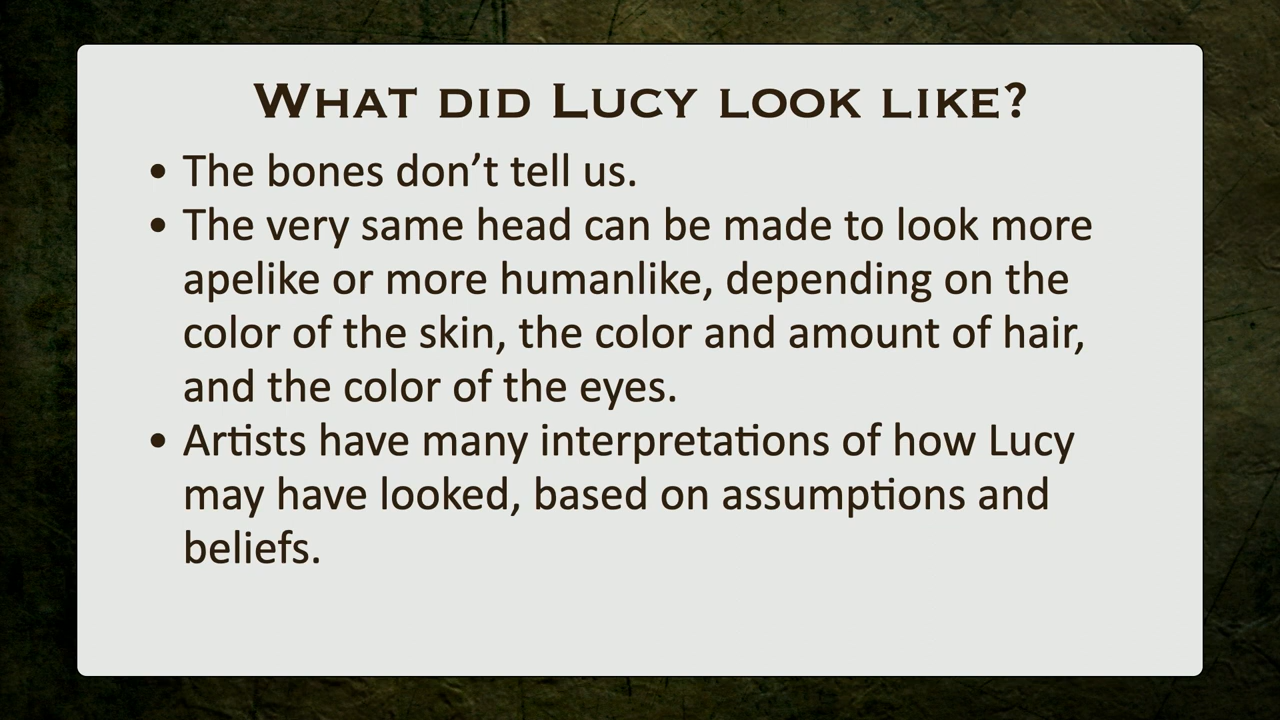 What did Lucy look like?
• The bones don’t tell us.
• The very same head can be made to look more
apelike or more humanlike, depending on the
color of the skin, the color and amount of hair,
and the color of the eyes.
• Artists have many interpretations of how Lucy
may have looked, based on assumptions and
beliefs.